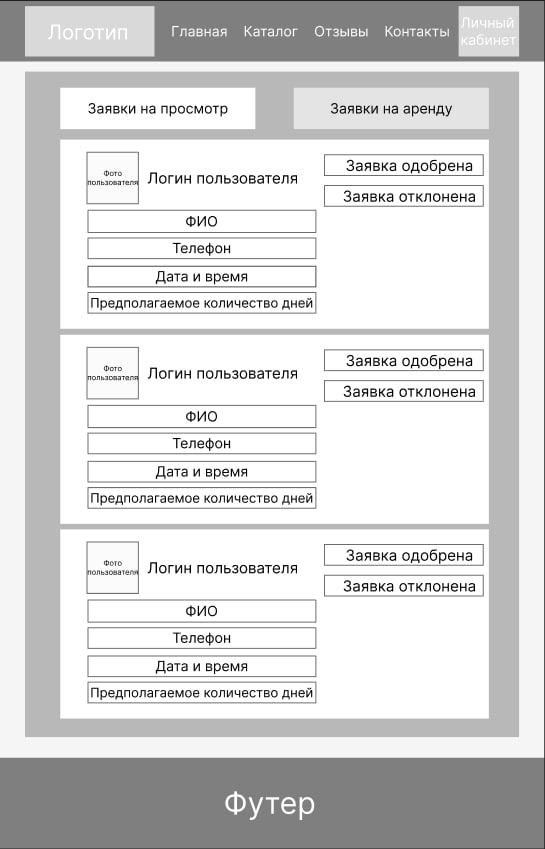 Логотип
Главная
Каталог
Отзывы
Контакты
Личный
кабинет
Заявки на просмотр
Заявки на аренду
Фото
пользователя
Логин пользователя
Заявка одобрена
Заявка отклонена
ФИО
Телефон
Дата и время
Предполагаемое количество дней
Фото
пользователя
Логин пользователя
Заявка одобрена
Заявка отклонена
ФИО
Телефон
Дата и время
Предполагаемое количество дней
Фото
пользователя
Логин пользователя
Заявка одобрена
Заявка отклонена
ФИО
Телефон
Дата и время
Предполагаемое количество дней
Футер